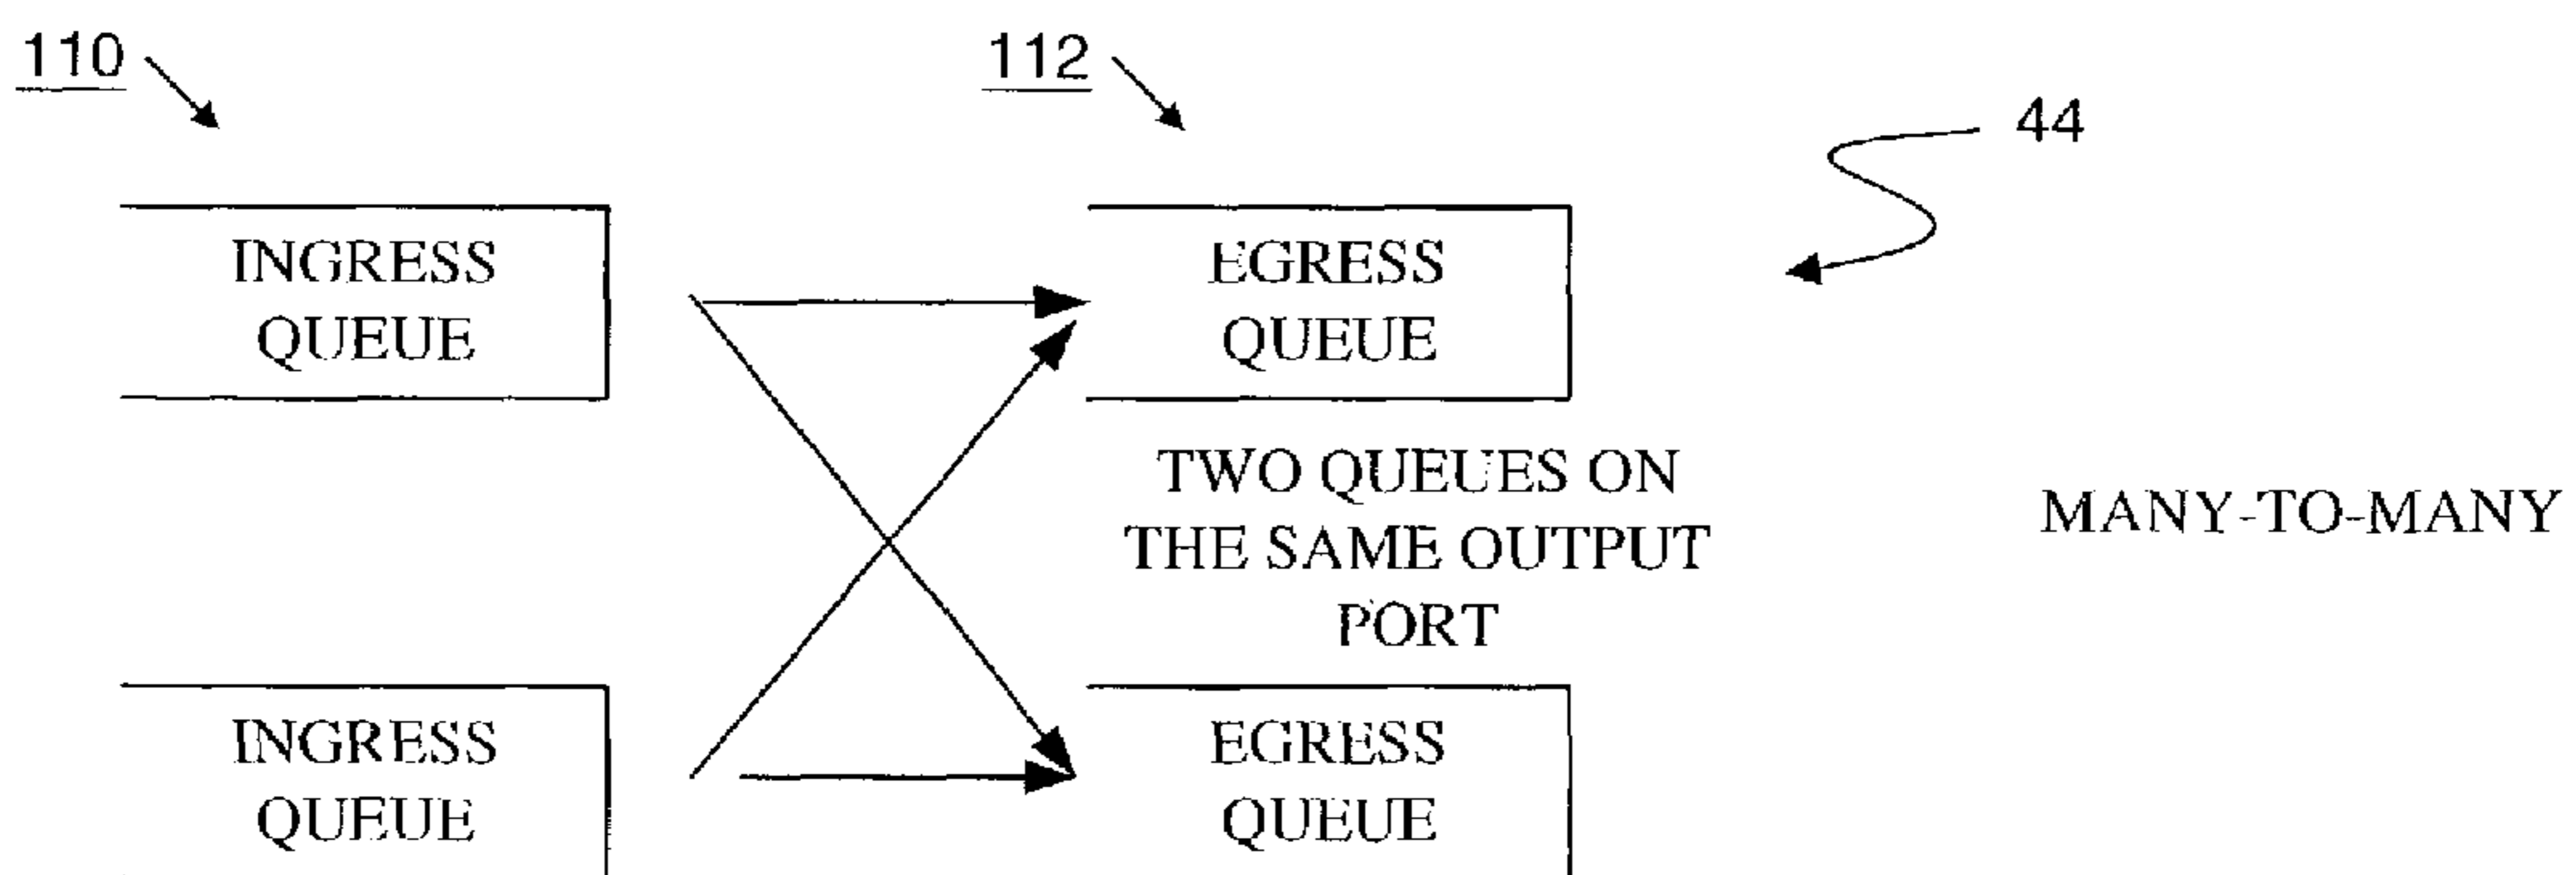 110
112
44
INGRESS
QUEUE
EGRESS
QUEUE
TWO QUEUES ON
THE SAME OUTPUT
PORT
MANY-TO-MANY
INGRESS
QUEUE
EGRESS
QUEUE